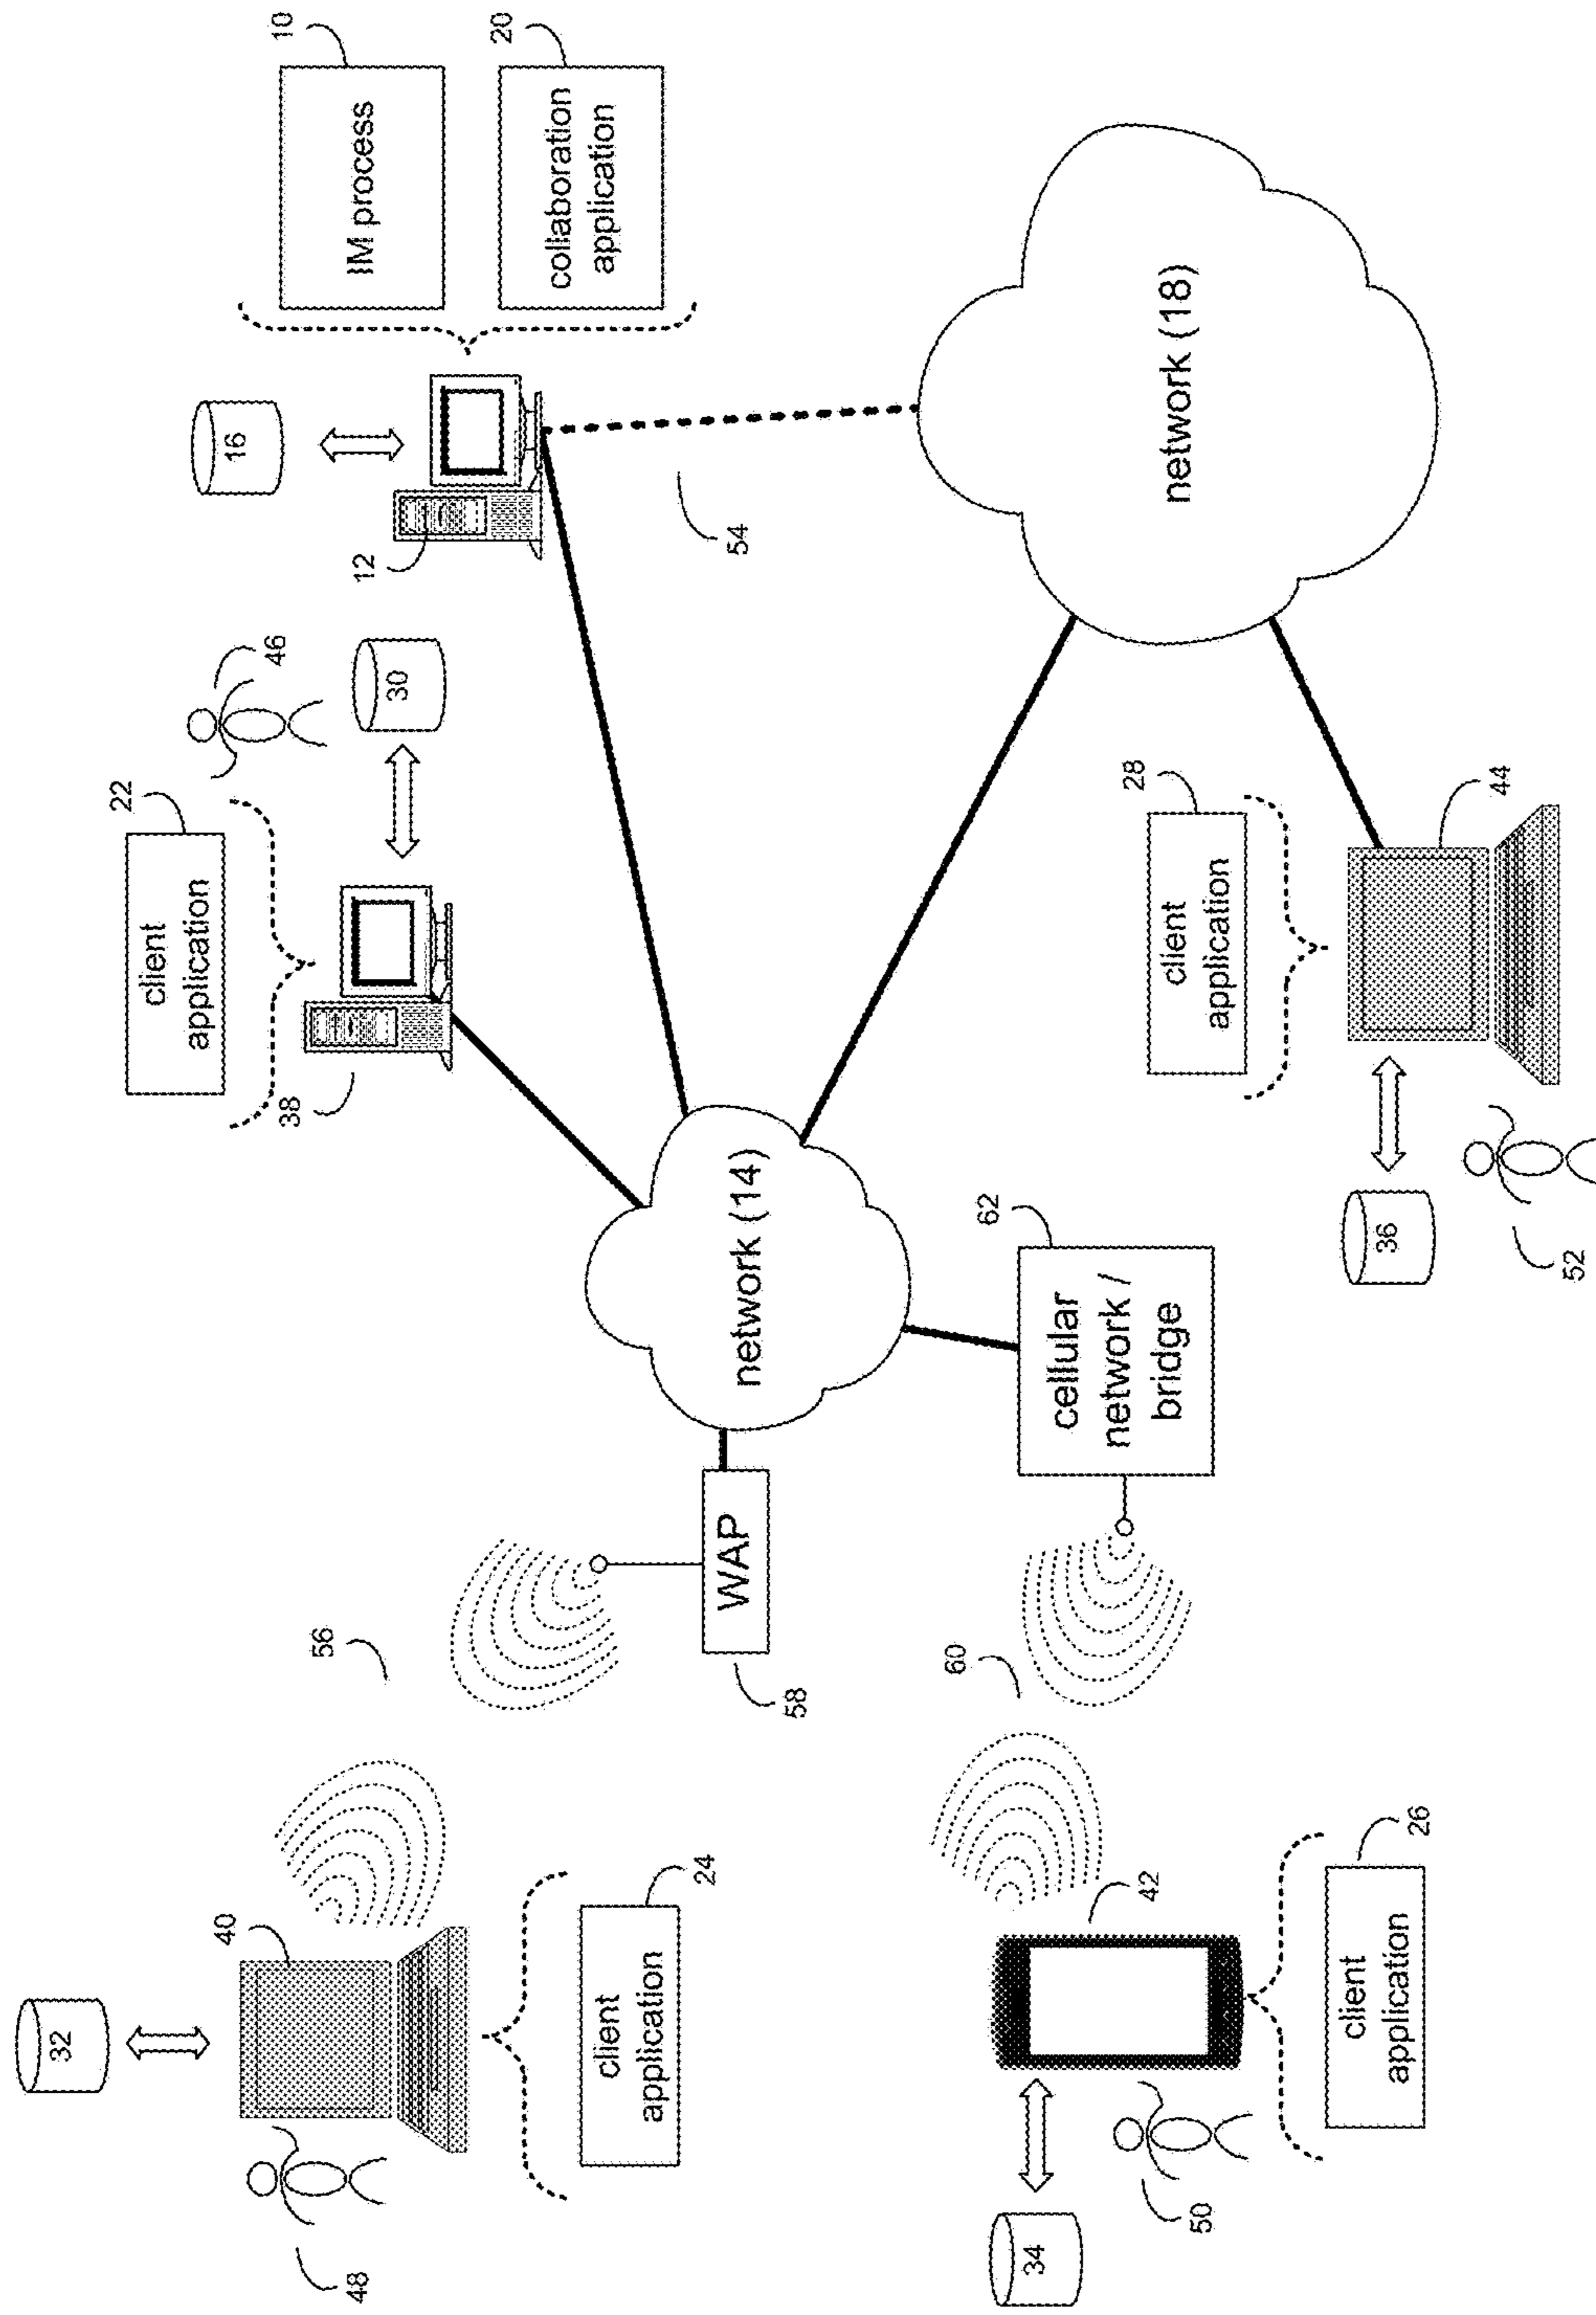 32
40
48
client
application
24
34
50
42
client
application
26
56
58
WAP
60
cellular
network /
bridge
62
network (14)
client
application
22
38
46
30
16
12
IM process
10
collaboration
application
20
54
network (18)
client
application
28
44
36
52